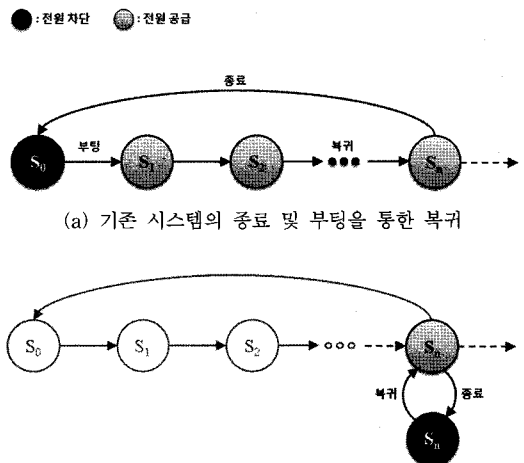 : 전원 차단 : 전원 공급
종료
부팅
복귀
S₀ S₁ S₂ Sₙ
(a) 기존 시스템의 종료 및 부팅을 통한 복귀
S₀ S₁ S₂ Sₙ
복귀 종료
Sₙ